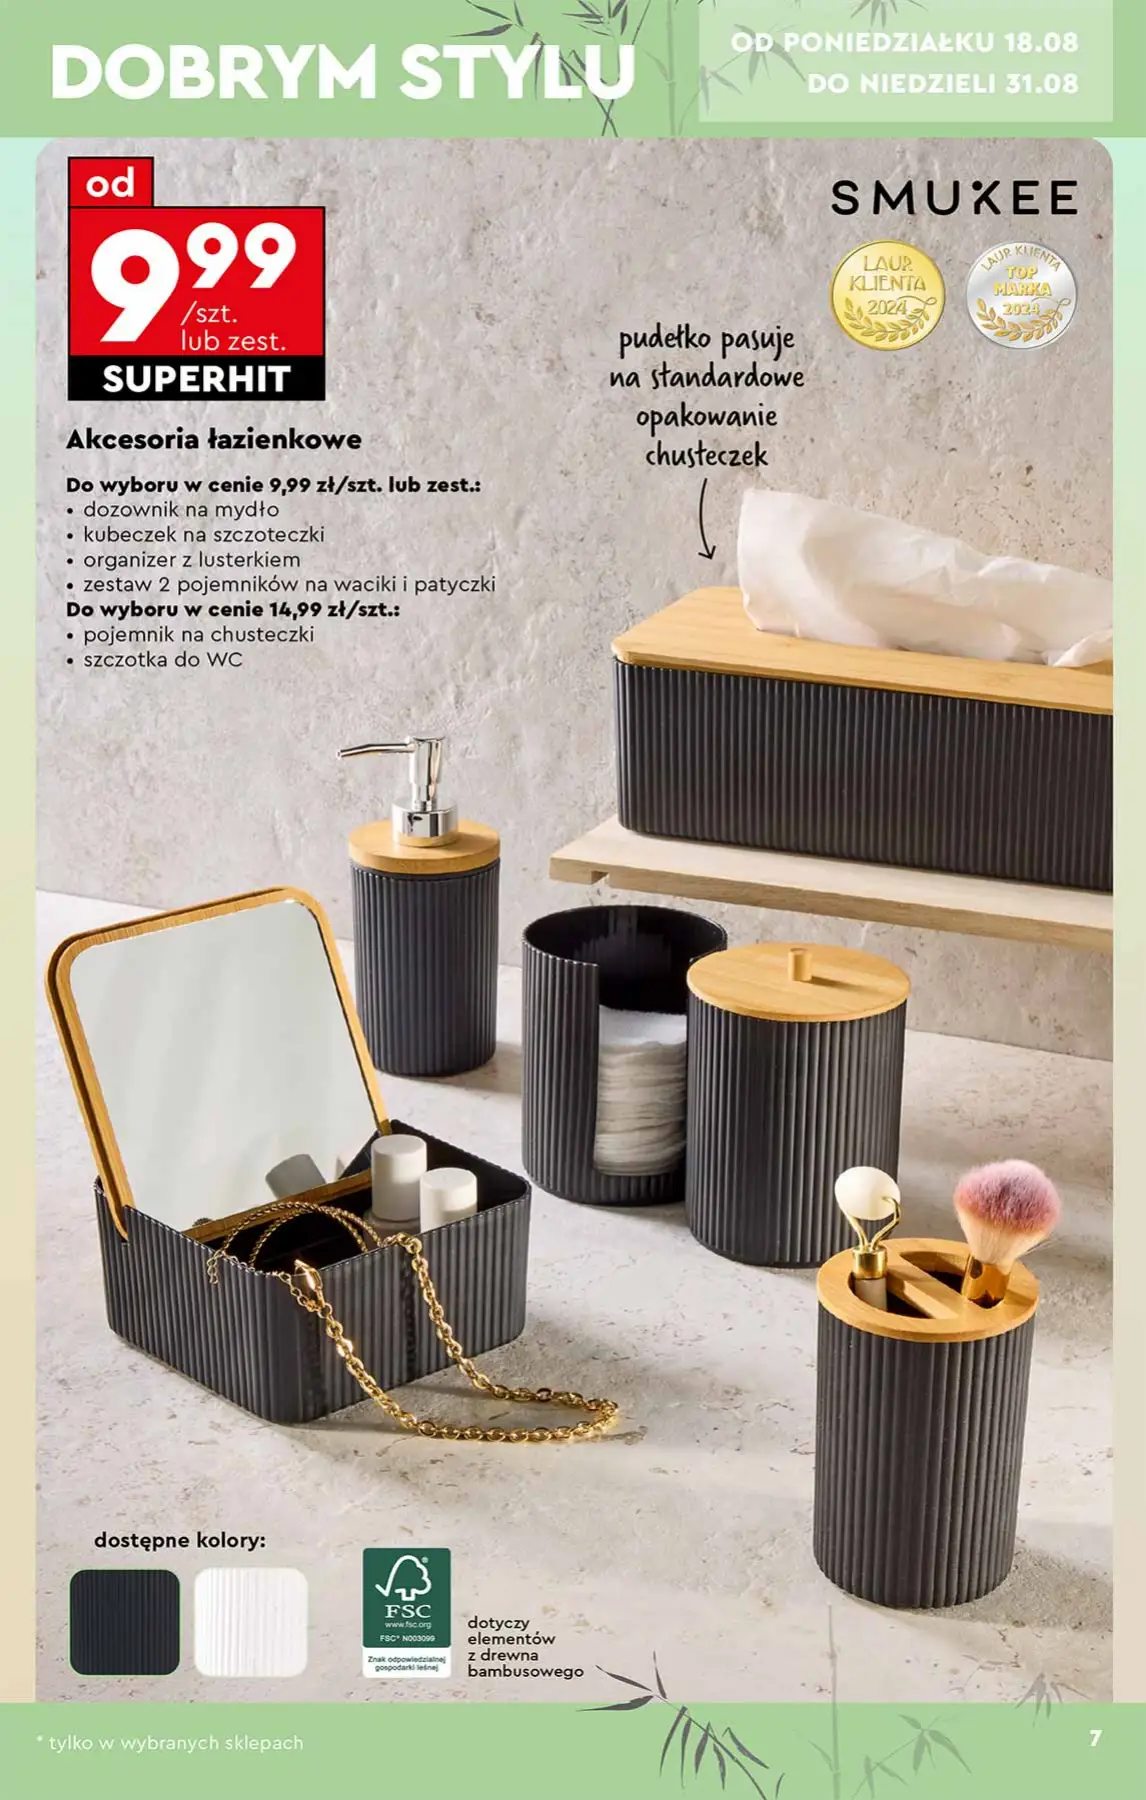 DOBRYM STYLU
OD PONIEDZIAŁKU 18.08
DO NIEDZIELI 31.08
od
999
/szt.
lub zest.
SUPERHIT
SMUKEE
LAUR
KLIENTA
2024
LAUR KLIENTA
TOP
MARKA
2024
pudełko pasuje
na standardowe
opakowanie
chusteczek
Akcesoria łazienkowe
Do wyboru w cenie 9,99 zł/szt. lub zest.:
• dozownik na mydło
• kubeczek na szczoteczki
• organizer z lusterkiem
• zestaw 2 pojemników na waciki i patyczki
Do wyboru w cenie 14,99 zł/szt.:
• pojemnik na chusteczki
• szczotka do WC
dostępne kolory:
FSC
www.fsc.org
FSC® N003099
Znak odpowiedzialnej
gospodarki leśnej
dotyczy
elementów
z drewna
bambusowego
* tylko w wybranych sklepach
7